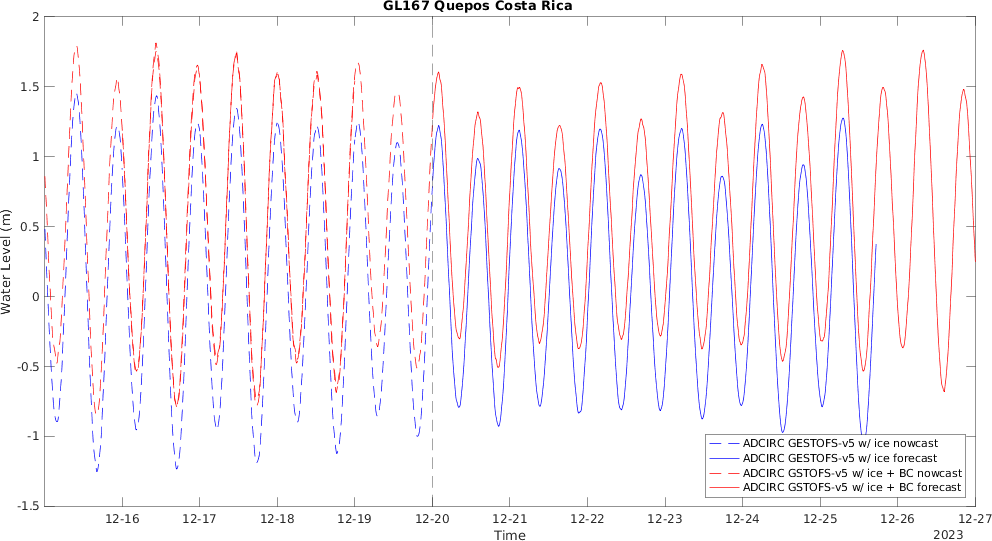 GL167 Quepos Costa Rica
2
1.5
1
0.5
0
-0.5
-1
-1.5
Water Level (m)
ADCIRC GESTOFS-v5 w/ ice nowcast
ADCIRC GESTOFS-v5 w/ ice forecast
ADCIRC GSTOFS-v5 w/ ice + BC nowcast
ADCIRC GSTOFS-v5 w/ ice + BC forecast
12-16 12-17 12-18 12-19 12-20 12-21 12-22 12-23 12-24 12-25 12-26 12-27
Time
2023